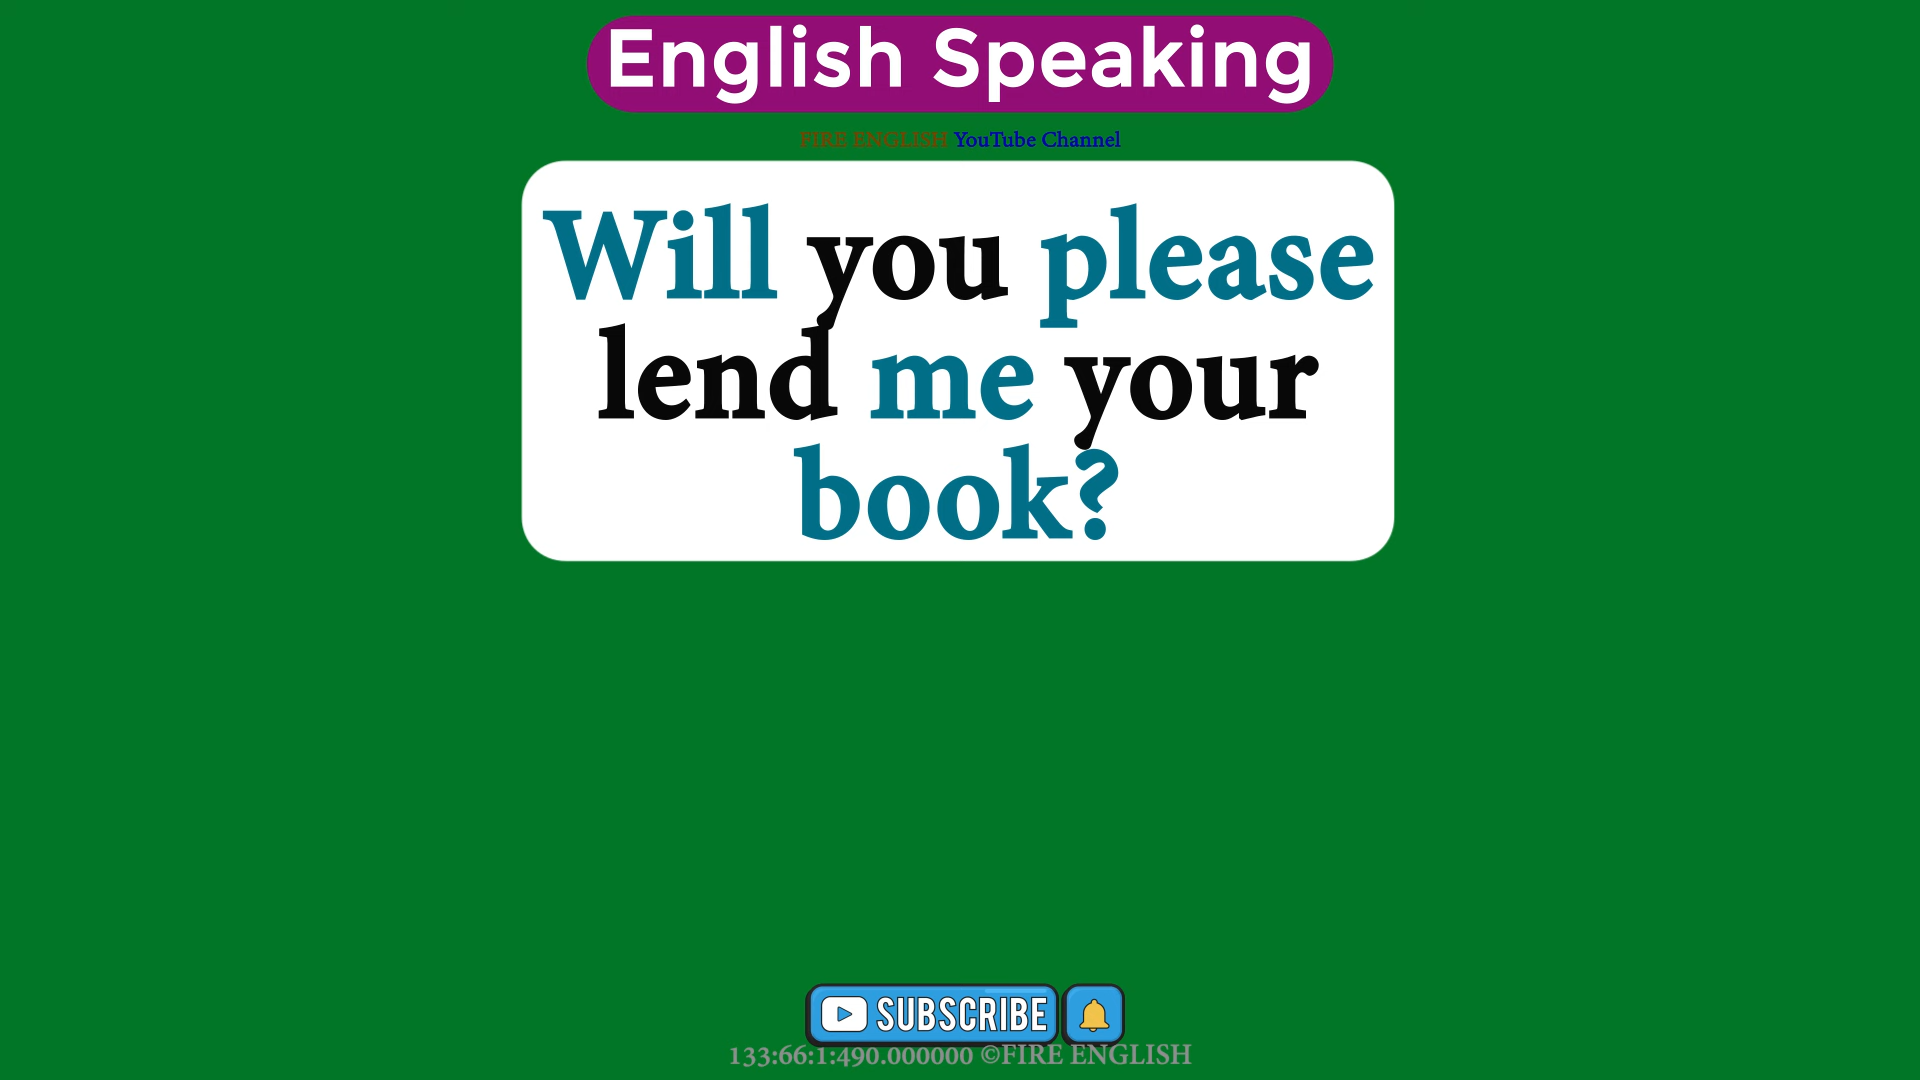 English Speaking
FIRE ENGLISH YouTube Channel
Will you please
lend me your
book?
SUBSCRIBE
133:66:1:490.000000 ©FIRE ENGLISH